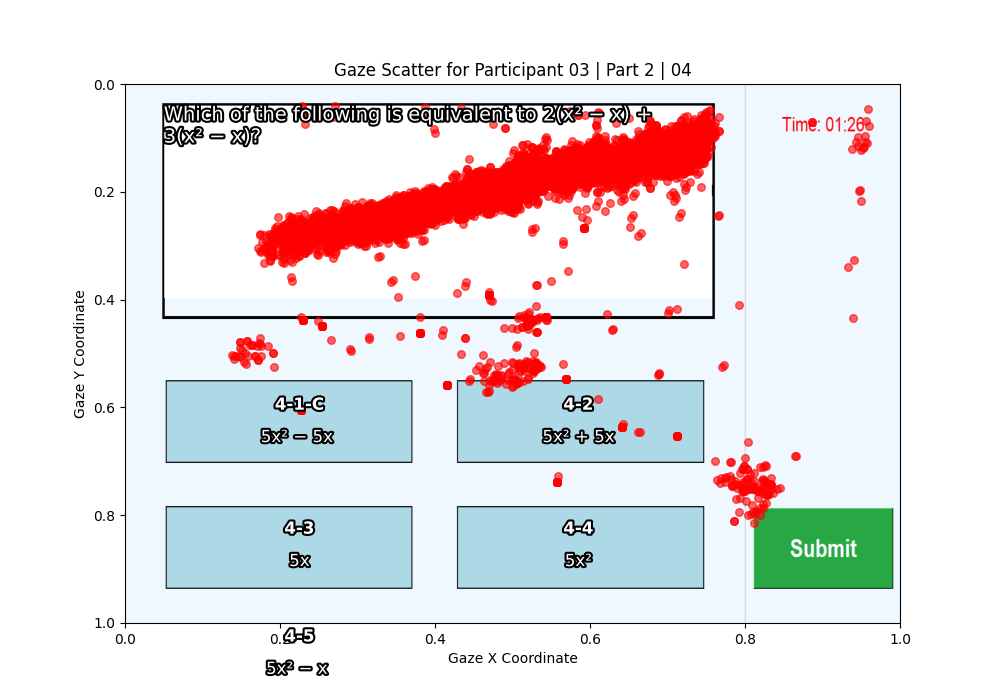 Gaze Scatter for Participant 03 | Part 2 | 04
Which of the following is equivalent to 2(x² − x) +
3(x² − x)?
Time: 01:26
4-1-C
5x² − 5x
4-2
5x² + 5x
4-3
5x
4-4
5x²
Submit
4-5
5x² − x
0.0
0.2
0.4
0.6
0.8
1.0
Gaze Y Coordinate
0.0
0.2
0.4
0.6
0.8
1.0
Gaze X Coordinate